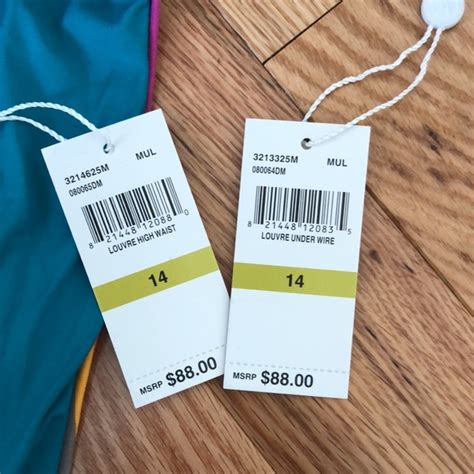 3214625M MUL
080065DM
8 21448 12088 0
LOUVRE HIGH WAIST
14
MSRP $88.00
3213325M MUL
080064DM
8 21448 12083 5
LOUVRE UNDER WIRE
14
MSRP $88.00